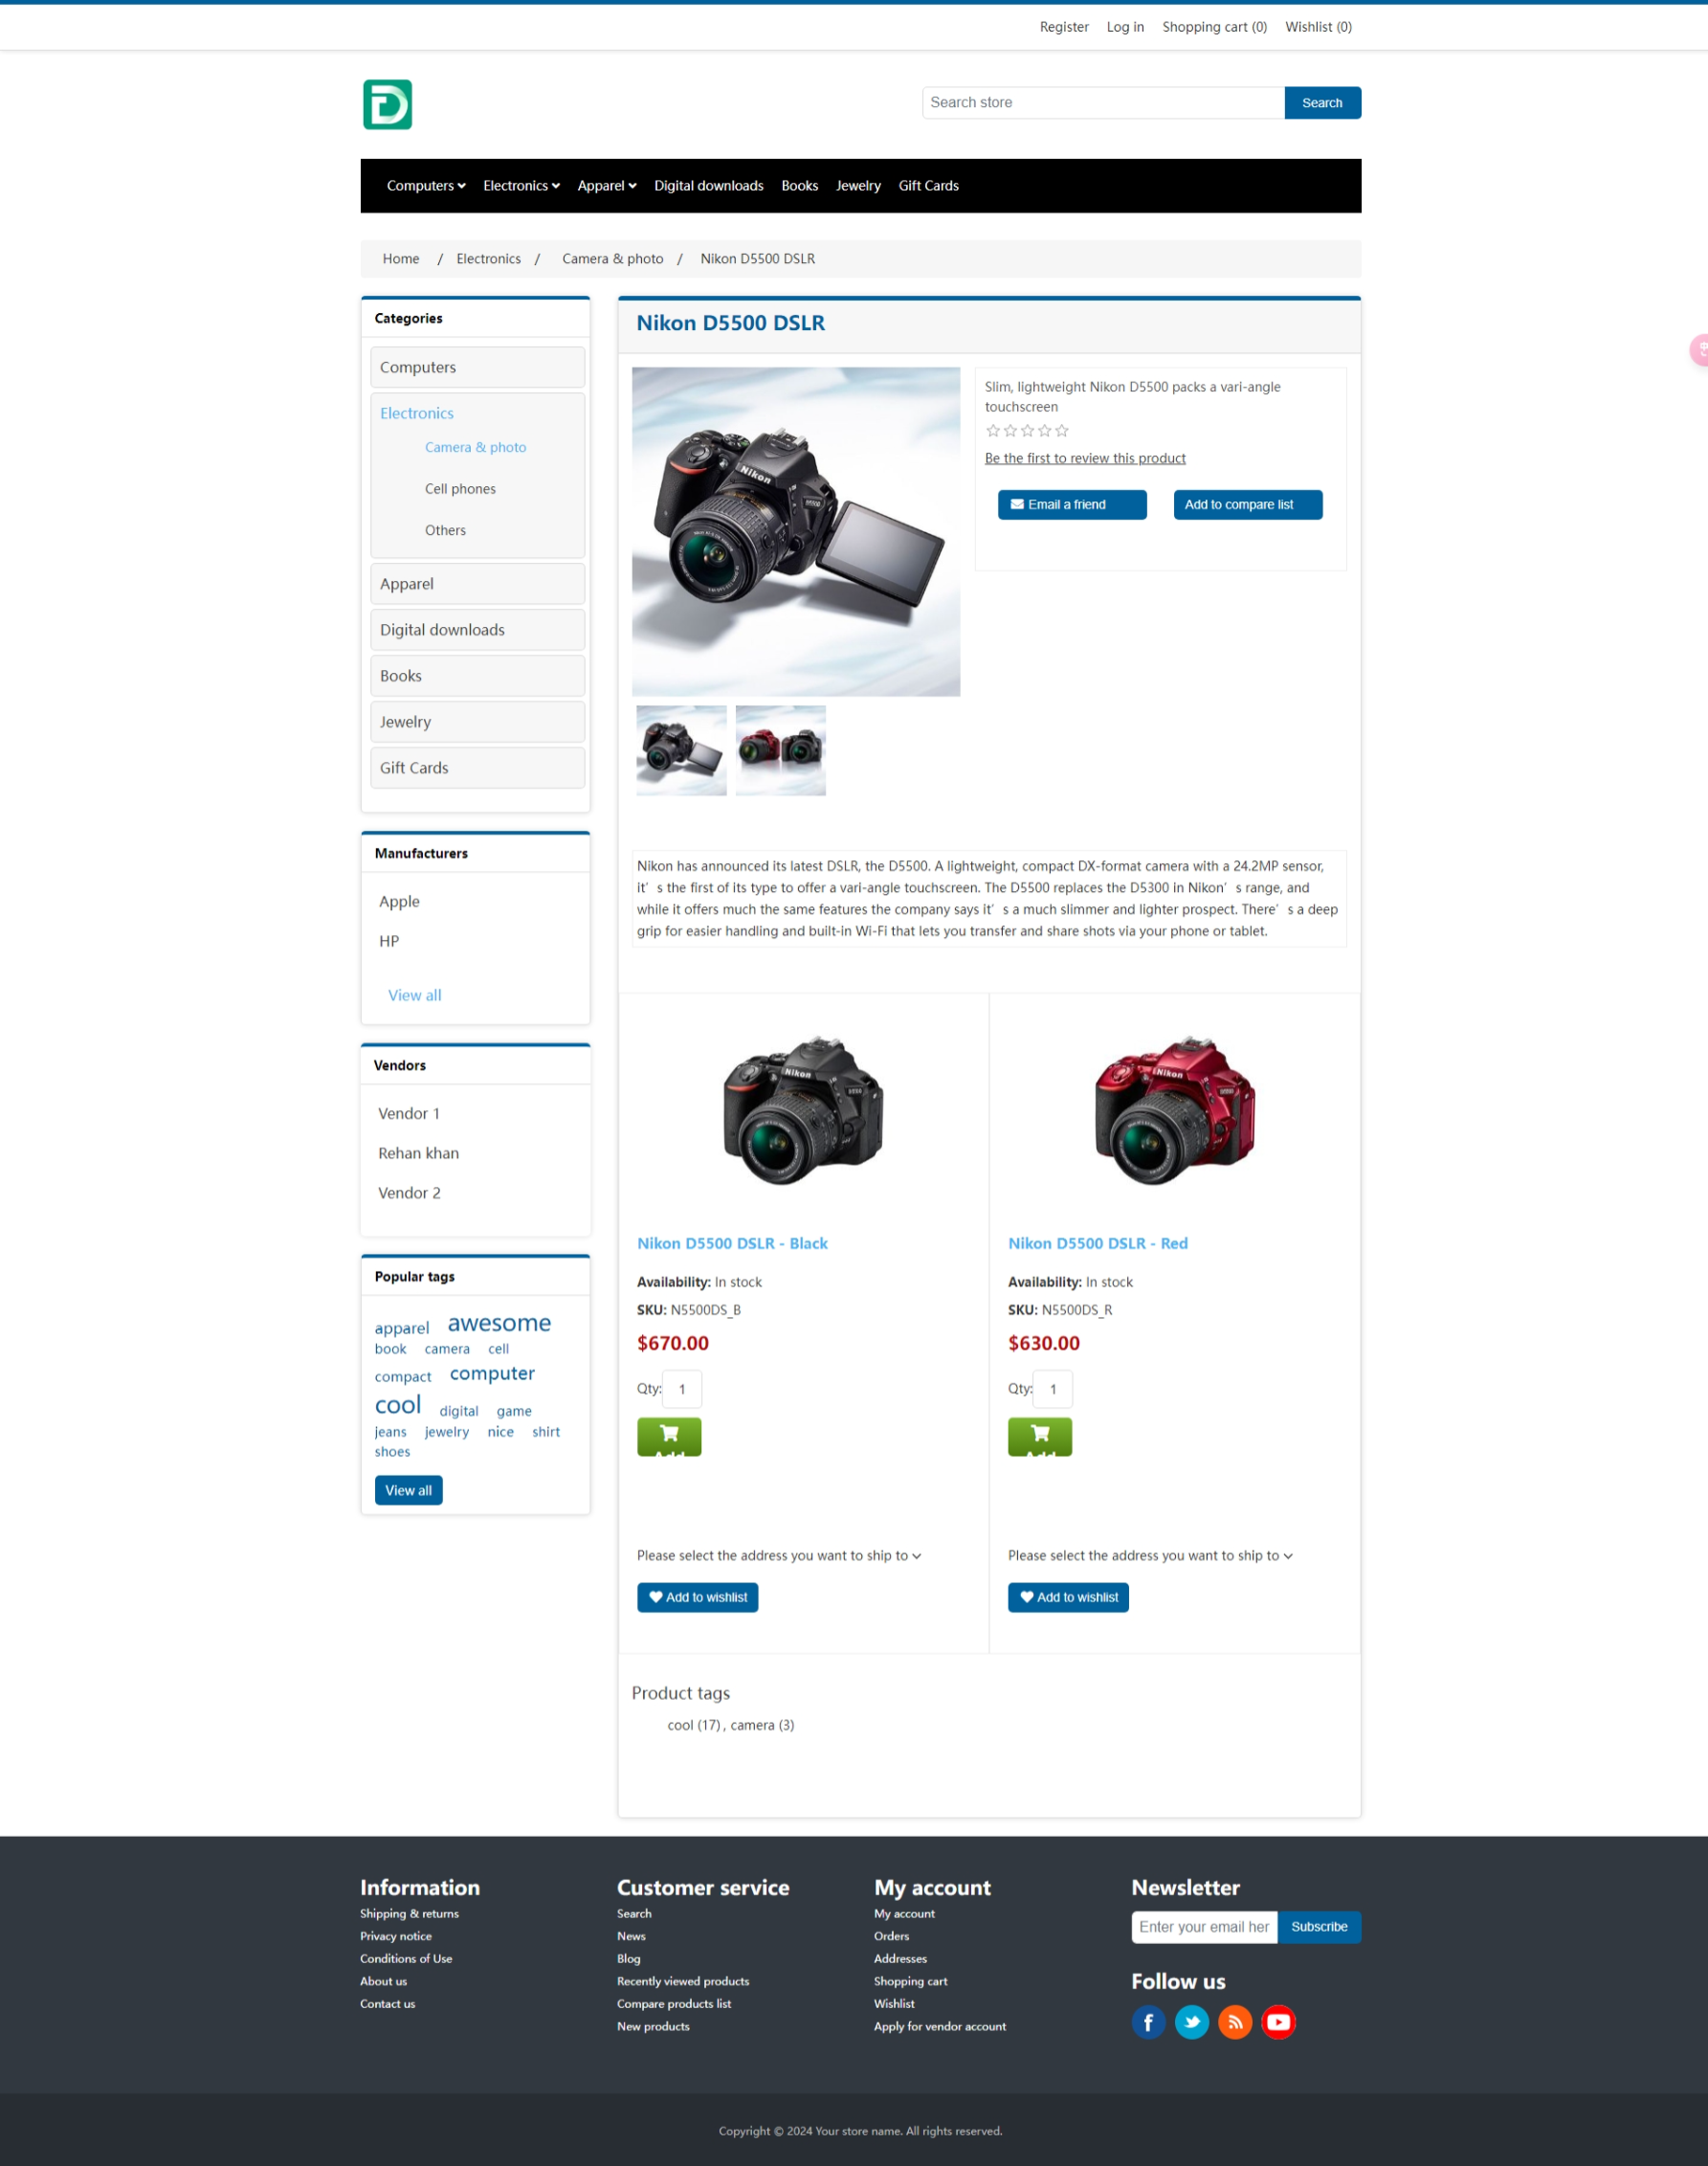 Register Log in Shopping cart (0) Wishlist (0)
Search store Search
Computers Electronics Apparel Digital downloads Books Jewelry Gift Cards
Home / Electronics / Camera & photo / Nikon D5500 DSLR
Categories
Computers
Electronics
Camera & photo
Cell phones
Others
Apparel
Digital downloads
Books
Jewelry
Gift Cards
Manufacturers
Apple
HP
View all
Vendors
Vendor 1
Rehan khan
Vendor 2
Popular tags
apparel awesome
book camera cell
compact computer
cool digital game
jeans jewelry nice shirt
shoes
View all
Nikon D5500 DSLR
Nikon
Slim, lightweight Nikon D5500 packs a vari-angle
touchscreen
Be the first to review this product
Email a friend Add to compare list
Nikon has announced its latest DSLR, the D5500. A lightweight, compact DX-format camera with a 24.2MP sensor,
it’s the first of its type to offer a vari-angle touchscreen. The D5500 replaces the D5300 in Nikon’s range, and
while it offers much the same features the company says it’s a much slimmer and lighter prospect. There’s a deep
grip for easier handling and built-in Wi-Fi that lets you transfer and share shots via your phone or tablet.
Nikon
Nikon D5500 DSLR - Black
Availability: In stock
SKU: N5500DS_B
$670.00
Qty: 1
Add
Please select the address you want to ship to
Add to wishlist
Nikon
Nikon D5500 DSLR - Red
Availability: In stock
SKU: N5500DS_R
$630.00
Qty: 1
Add
Please select the address you want to ship to
Add to wishlist
Product tags
cool (17) , camera (3)
Information
Shipping & returns
Privacy notice
Conditions of Use
About us
Contact us
Customer service
Search
News
Blog
Recently viewed products
Compare products list
New products
My account
My account
Orders
Addresses
Shopping cart
Wishlist
Apply for vendor account
Newsletter
Enter your email her Subscribe
Follow us
Copyright © 2024 Your store name. All rights reserved.